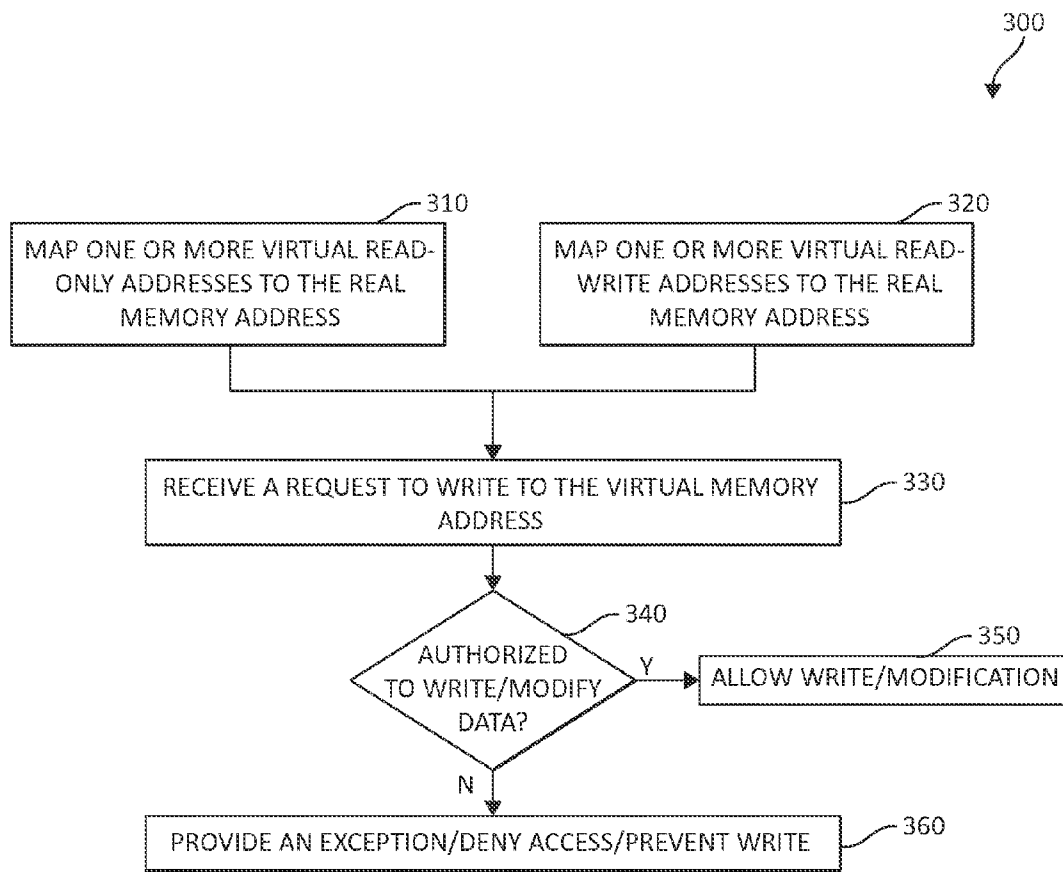 300
310
MAP ONE OR MORE VIRTUAL READ-
ONLY ADDRESSES TO THE REAL
MEMORY ADDRESS
320
MAP ONE OR MORE VIRTUAL READ-
WRITE ADDRESSES TO THE REAL
MEMORY ADDRESS
RECEIVE A REQUEST TO WRITE TO THE VIRTUAL MEMORY
ADDRESS
330
340
AUTHORIZED
TO WRITE/MODIFY
DATA?
Y
350
ALLOW WRITE/MODIFICATION
N
PROVIDE AN EXCEPTION/DENY ACCESS/PREVENT WRITE
360